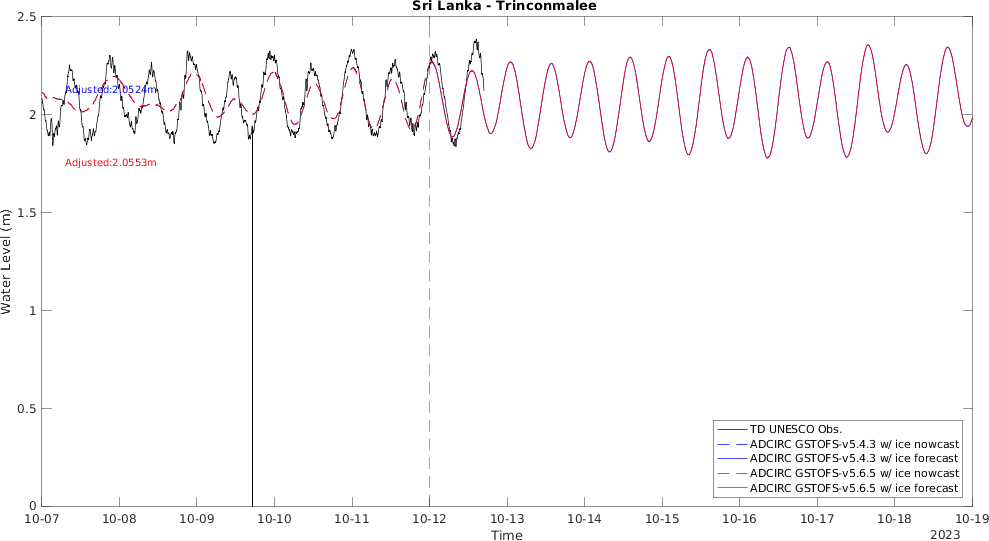 Sri Lanka - Trinconmalee
2.5
2
1.5
1
0.5
0
Water Level (m)
Adjusted:2.0524m
Adjusted:2.0553m
TD UNESCO Obs.
ADCIRC GSTOFS-v5.4.3 w/ ice nowcast
ADCIRC GSTOFS-v5.4.3 w/ ice forecast
ADCIRC GSTOFS-v5.6.5 w/ ice nowcast
ADCIRC GSTOFS-v5.6.5 w/ ice forecast
10-07 10-08 10-09 10-10 10-11 10-12 10-13 10-14 10-15 10-16 10-17 10-18 10-19
Time
2023